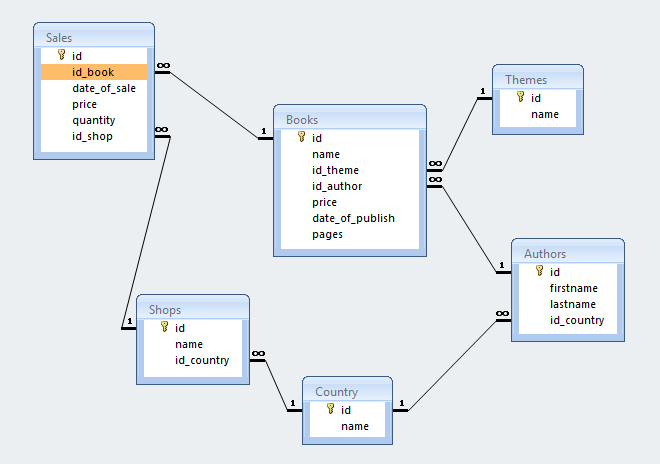 Sales
id
id_book
date_of_sale
price
quantity
id_shop
∞
∞
1
Books
id
name
id_theme
id_author
price
date_of_publish
pages
∞
∞
1
Themes
id
name
1
Authors
id
firstname
lastname
id_country
∞
1
Shops
id
name
id_country
∞
1
Country
id
name
1